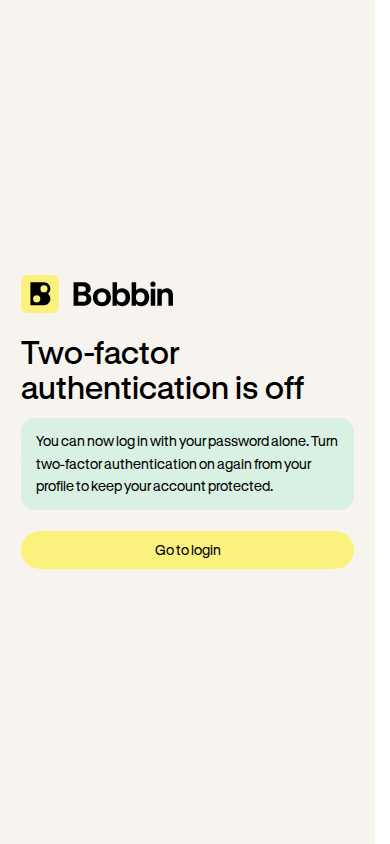 Bobbin
Two-factor
authentication is off
You can now log in with your password alone. Turn
two-factor authentication on again from your
profile to keep your account protected.
Go to login